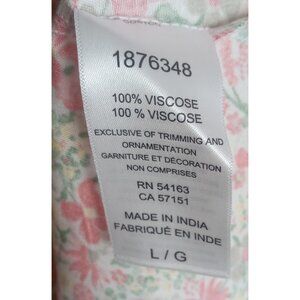 1876348
100% VISCOSE
100 % VISCOSE
EXCLUSIVE OF TRIMMING AND
ORNAMENTATION
GARNITURE ET DÉCORATION
NON COMPRISES
RN 54163
CA 57151
MADE IN INDIA
FABRIQUÉ EN INDE
L / G